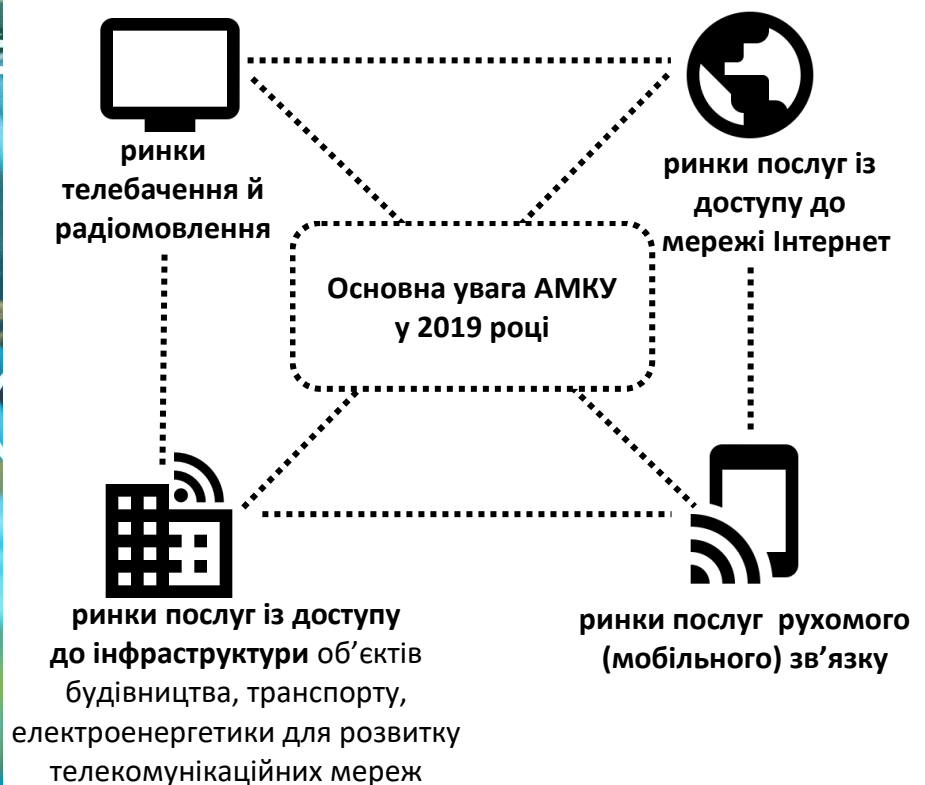 ринки
телебачення й
радіомовлення
ринки послуг із
доступу до
мережі Інтернет
Основна увага АМКУ
у 2019 році
ринки послуг із доступу
до інфраструктури об’єктів
будівництва, транспорту,
електроенергетики для розвитку
телекомунікаційних мереж
ринки послуг рухомого
(мобільного) зв’язку